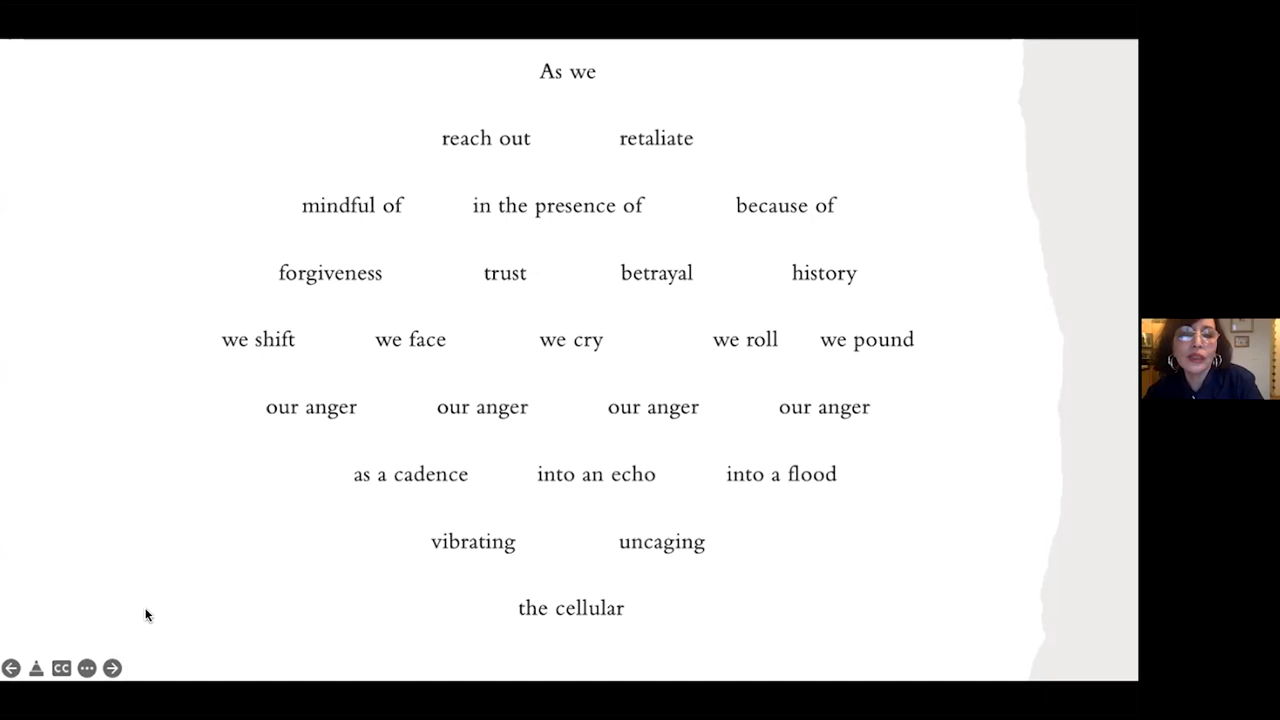 As we
reach out retaliate
mindful of in the presence of because of
forgiveness trust betrayal history
we shift we face we cry we roll we pound
our anger our anger our anger our anger
as a cadence into an echo into a flood
vibrating uncaging
the cellular
CC